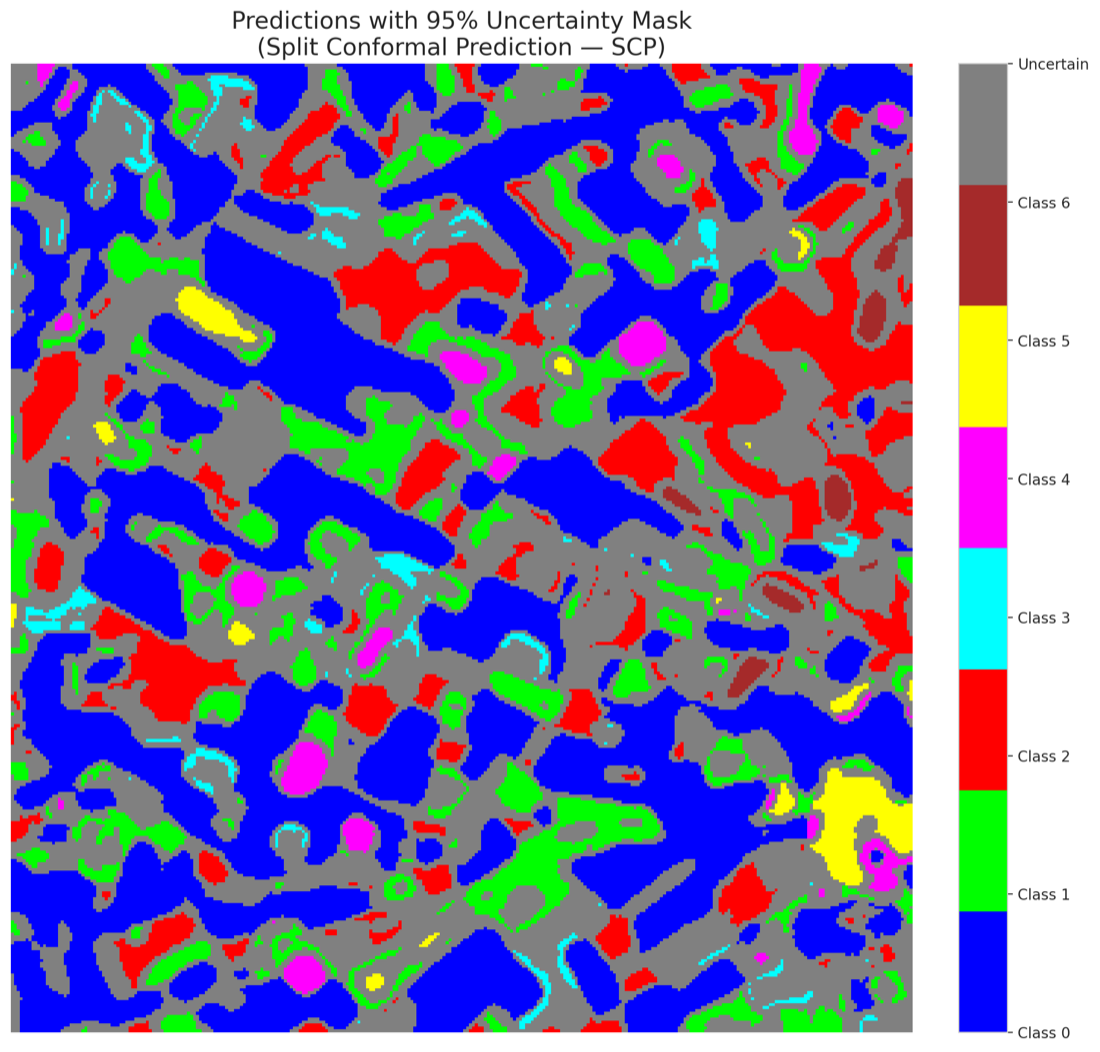 Predictions with 95% Uncertainty Mask
(Split Conformal Prediction — SCP)
Uncertain
Class 6
Class 5
Class 4
Class 3
Class 2
Class 1
Class 0